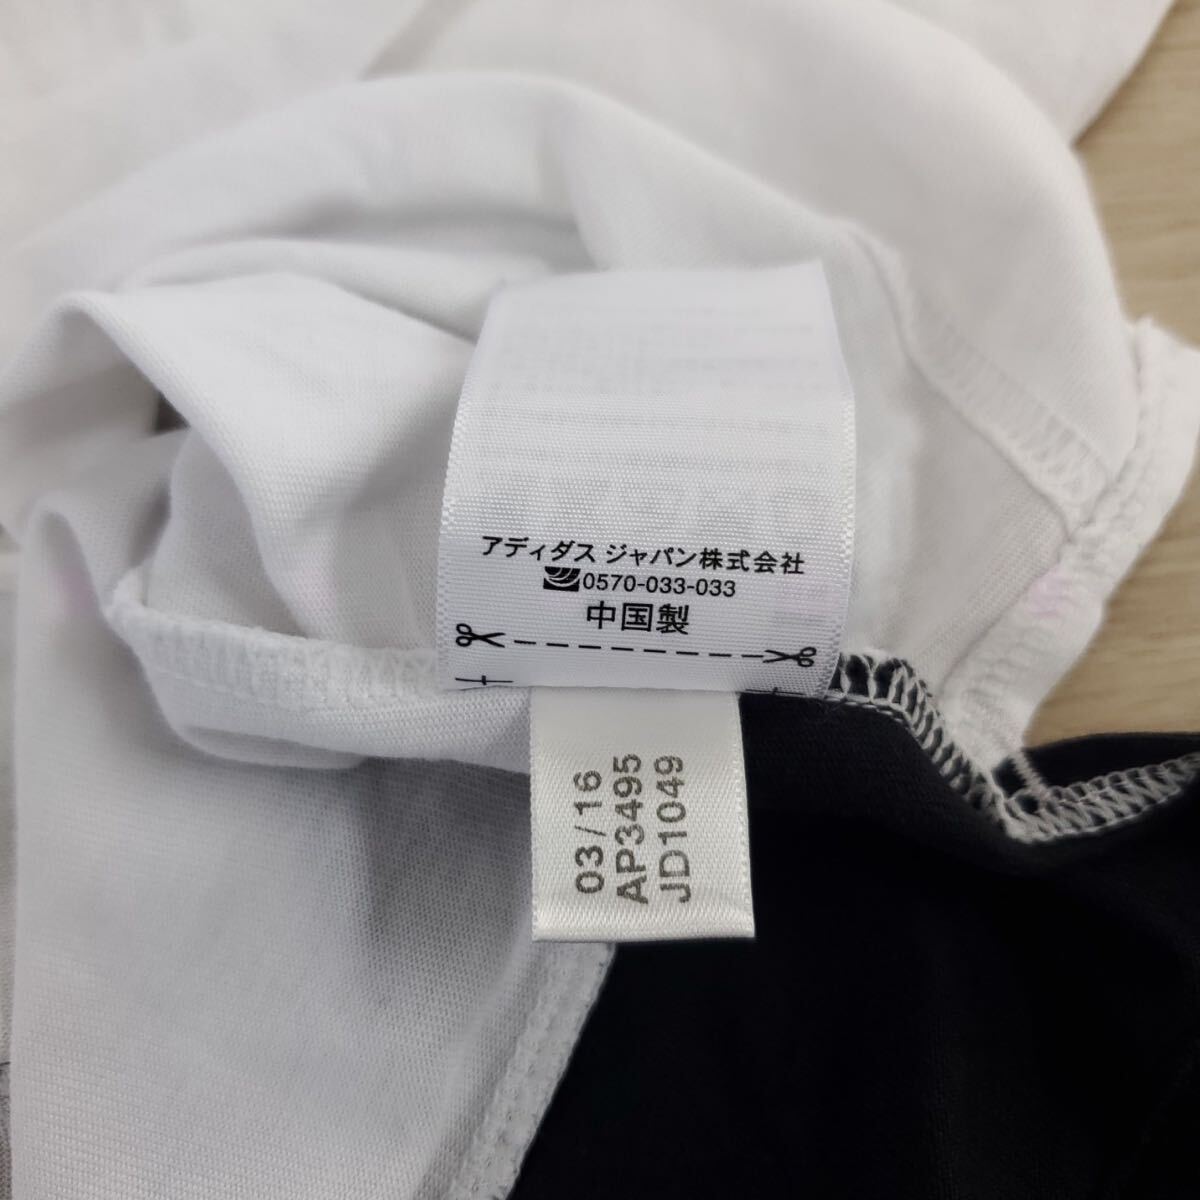 アディダス ジャパン株式会社
0570-033-033
中国製
03/16
AP3495
JD1049